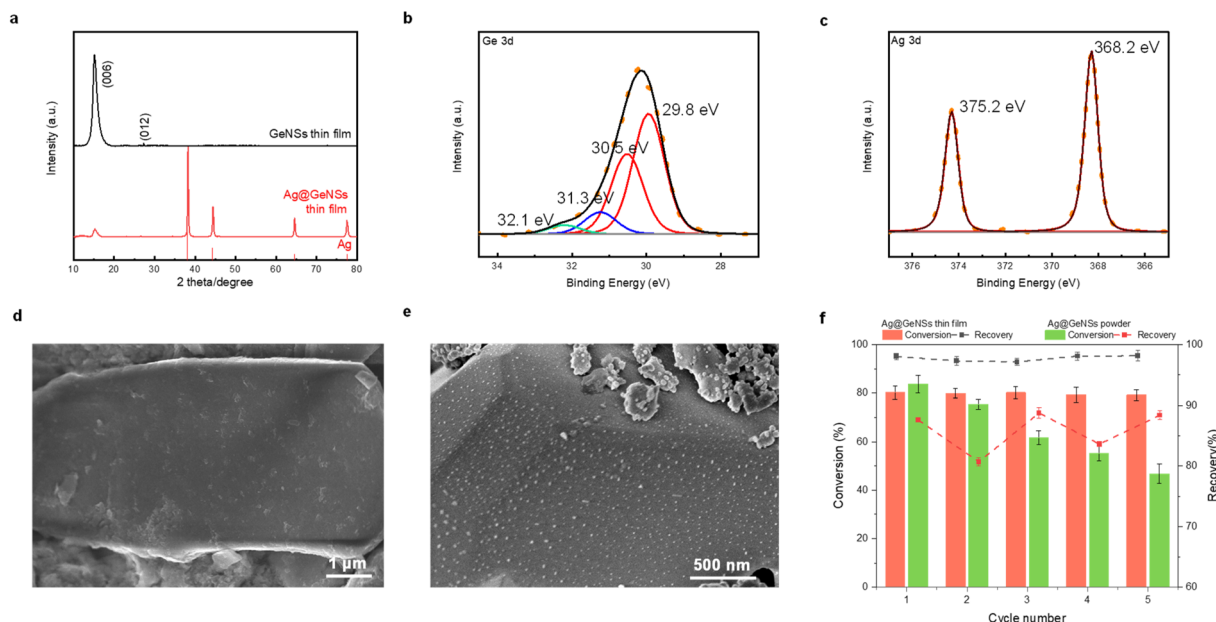 a
Intensity (a.u.)
(006)
(012)
GeNSs thin film
Ag@GeNSs
thin film
Ag
10 20 30 40 50 60 70 80
2 theta/degree
b
Ge 3d
Intensity (a.u.)
29.8 eV
30.5 eV
31.3 eV
32.1 eV
34 32 30 28
Binding Energy (eV)
c
Ag 3d
Intensity (a.u.)
368.2 eV
375.2 eV
376 374 372 370 368 366
Binding Energy (eV)
d
1 µm
e
500 nm
f
Ag@GeNSs thin film Ag@GeNSs powder
Conversion Recovery Conversion Recovery
Conversion (%)
100
80
60
40
20
0
1 2 3 4 5
Cycle number
100
90
80
70
60
Recovery(%)